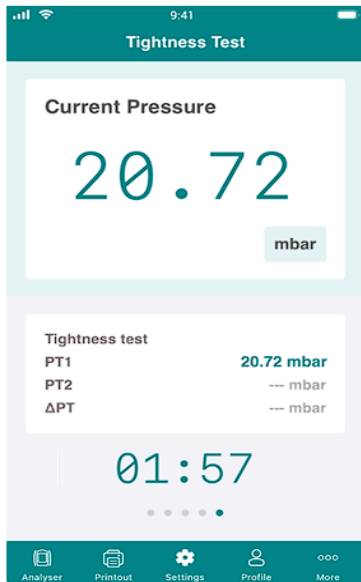 9:41
Tightness Test
Current Pressure
20.72
mbar
Tightness test
PT1 20.72 mbar
PT2 --- mbar
ΔPT --- mbar
01:57
Analyser Printout Settings Profile More